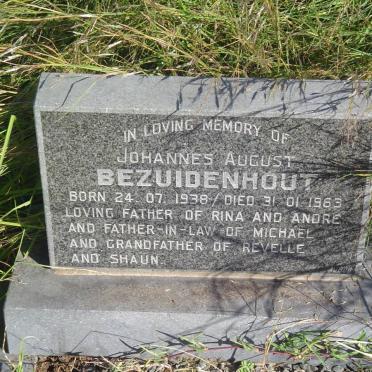 IN LOVING MEMORY OF
JOHANNES AUGUST
BEZUIDENHOUT
BORN 24. 07. 1938 / DIED 31 01 1963
LOVING FATHER OF RINA AND ANDRE
AND FATHER-IN-LAW OF MICHAEL
AND GRANDFATHER OF REVELLE
AND SHAUN.